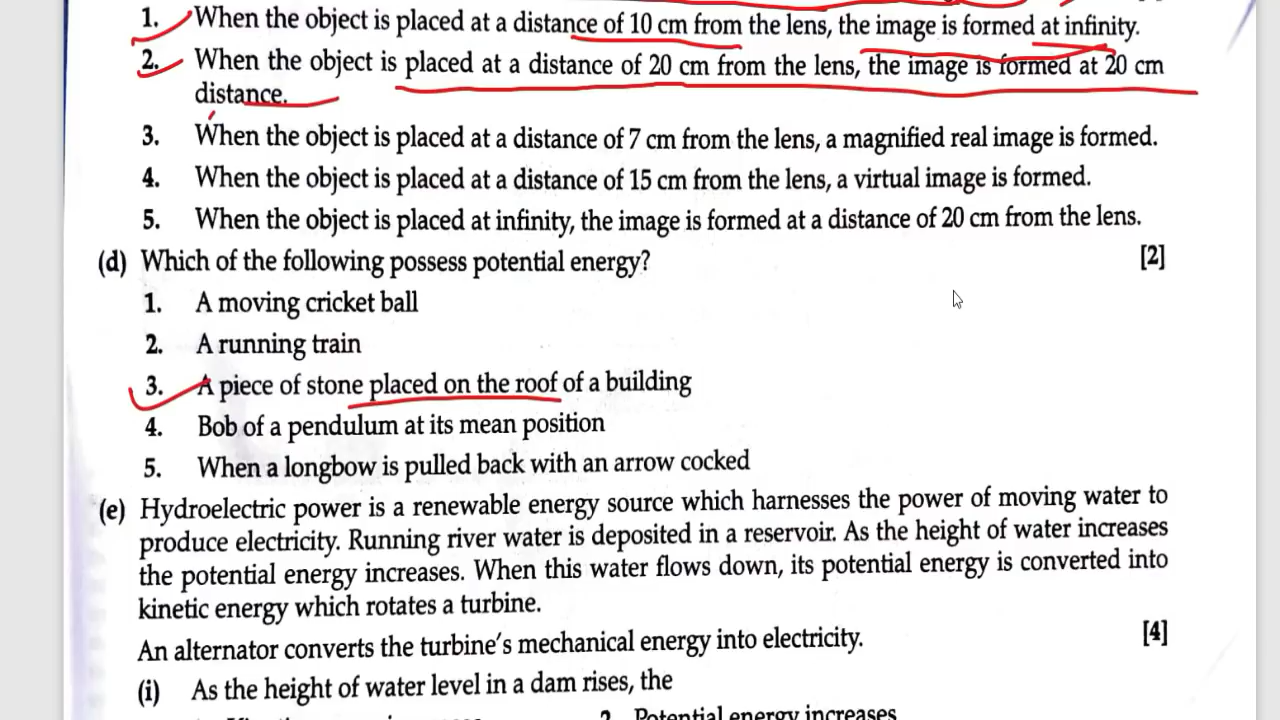 1. When the object is placed at a distance of 10 cm from the lens, the image is formed at infinity.
2. When the object is placed at a distance of 20 cm from the lens, the image is formed at 20 cm
distance.
3. When the object is placed at a distance of 7 cm from the lens, a magnified real image is formed.
4. When the object is placed at a distance of 15 cm from the lens, a virtual image is formed.
5. When the object is placed at infinity, the image is formed at a distance of 20 cm from the lens.
(d) Which of the following possess potential energy? [2]
1. A moving cricket ball
2. A running train
3. A piece of stone placed on the roof of a building
4. Bob of a pendulum at its mean position
5. When a longbow is pulled back with an arrow cocked
(e) Hydroelectric power is a renewable energy source which harnesses the power of moving water to
produce electricity. Running river water is deposited in a reservoir. As the height of water increases
the potential energy increases. When this water flows down, its potential energy is converted into
kinetic energy which rotates a turbine.
An alternator converts the turbine's mechanical energy into electricity. [4]
(i) As the height of water level in a dam rises, the
2. Potential energy increases